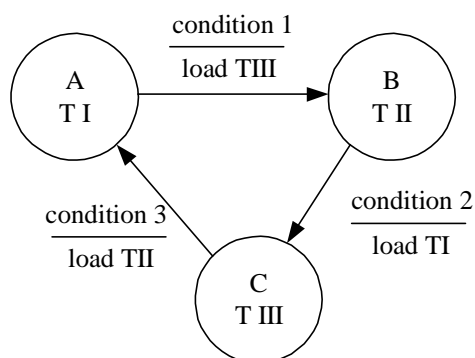 condition 1
load TIII
A
T I
B
T II
condition 3
load TII
condition 2
load TI
C
T III